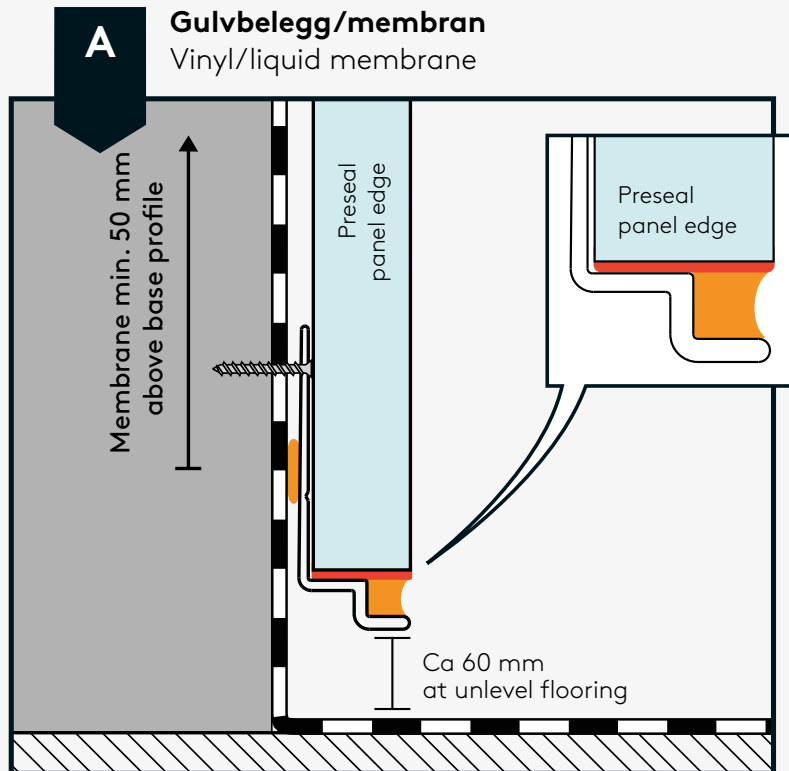 A
Gulvbelegg/membran
Vinyl/liquid membrane
Membrane min. 50 mm
above base profile
Preseal
panel edge
Preseal
panel edge
Ca 60 mm
at unlevel flooring